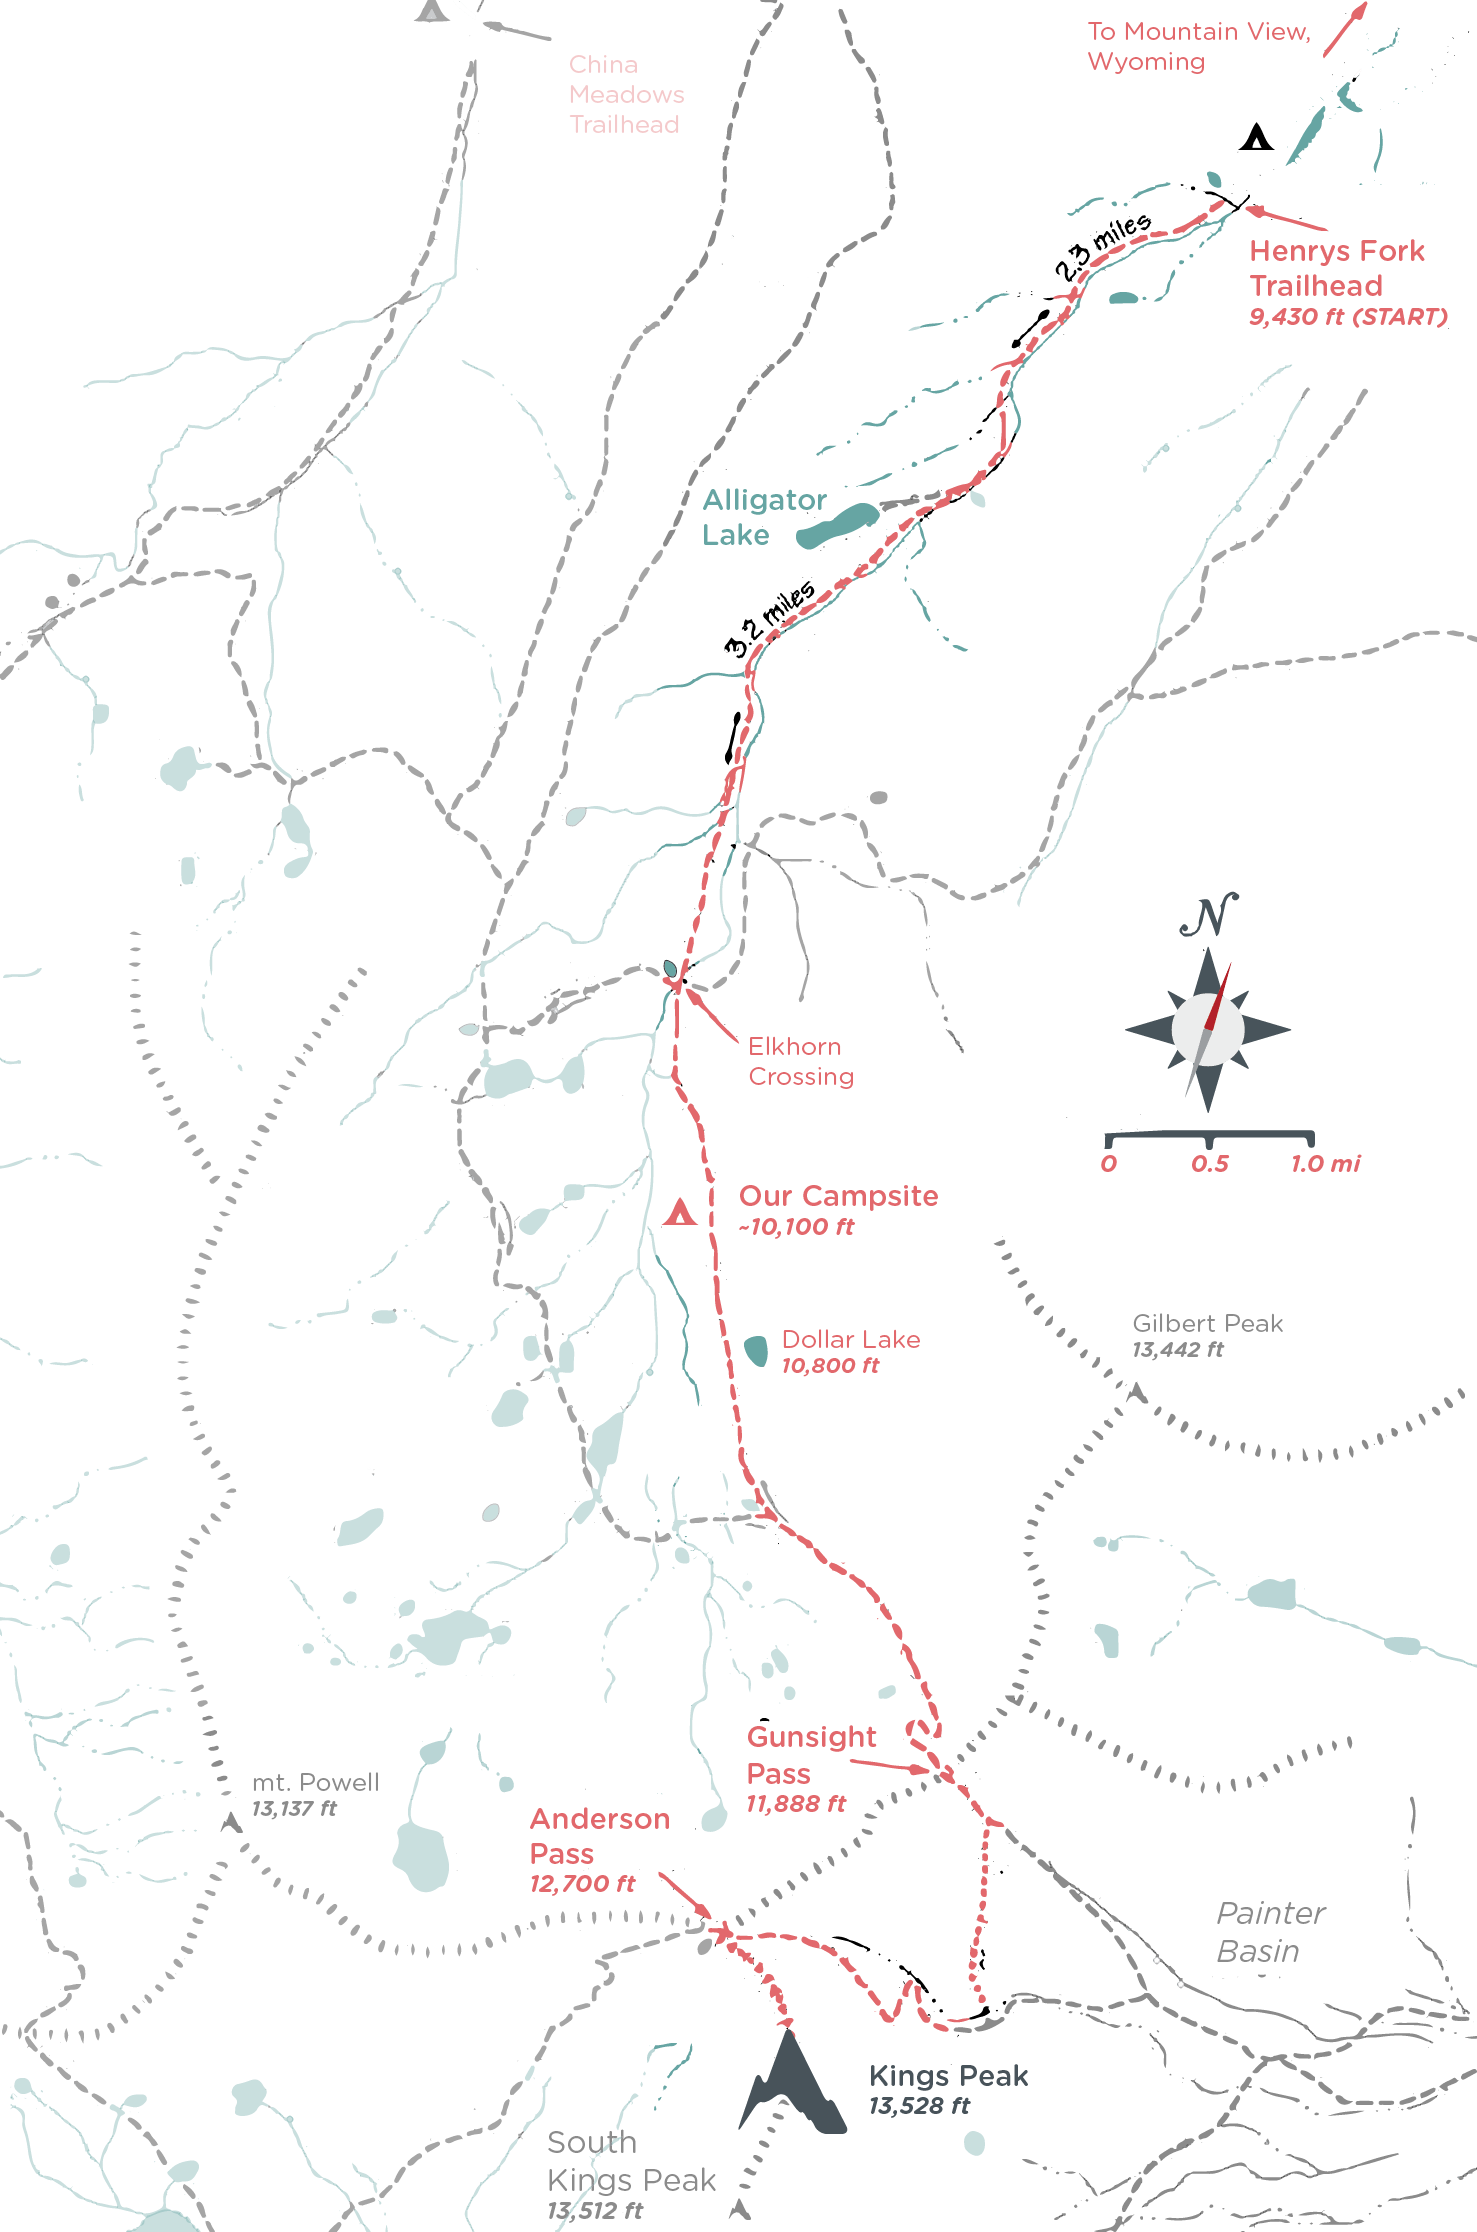 To Mountain View,
Wyoming
China
Meadows
Trailhead
2.3 miles
Henrys Fork
Trailhead
9,430 ft (START)
Alligator
Lake
3.2 miles
N
Elkhorn
Crossing
0 0.5 1.0 mi
Our Campsite
~10,100 ft
Gilbert Peak
13,442 ft
Dollar Lake
10,800 ft
Gunsight
Pass
11,888 ft
mt. Powell
13,137 ft
Anderson
Pass
12,700 ft
Painter
Basin
Kings Peak
13,528 ft
South
Kings Peak
13,512 ft